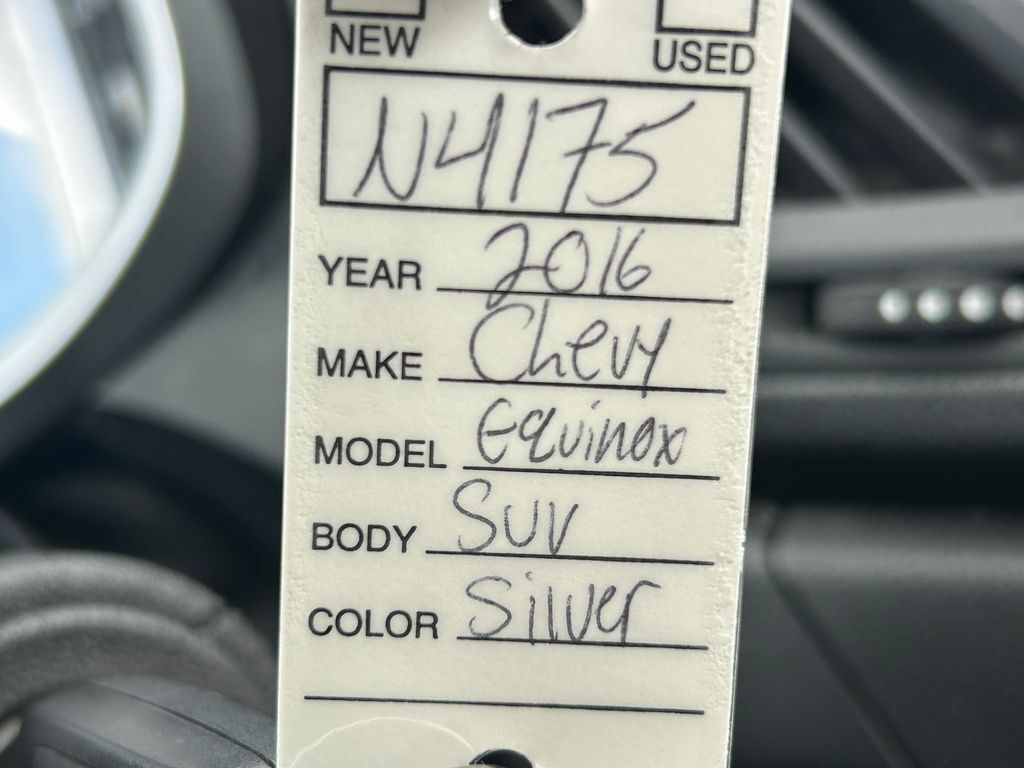 NEW USED
N4175
YEAR 2016
MAKE Chevy
MODEL Equinox
BODY Suv
COLOR Silver